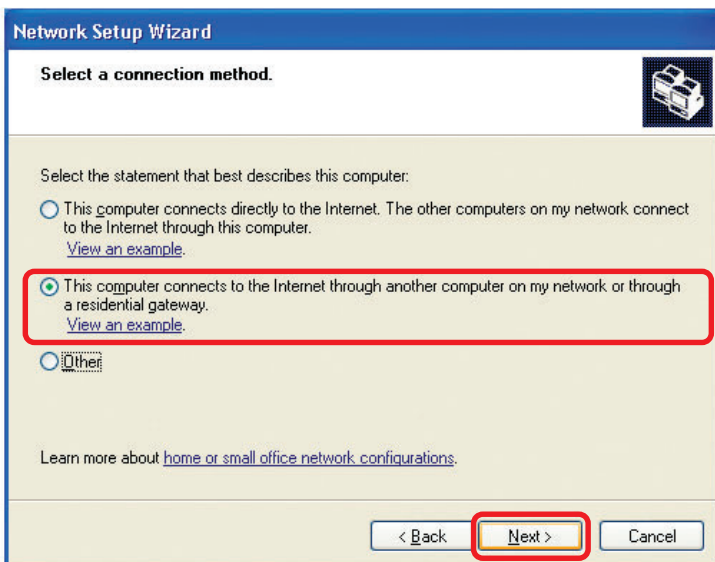 Network Setup Wizard
Select a connection method.
Select the statement that best describes this computer:
This computer connects directly to the Internet. The other computers on my network connect
to the Internet through this computer.
View an example.
This computer connects to the Internet through another computer on my network or through
a residential gateway.
View an example.
Other
Learn more about home or small office network configurations.
< Back
Next >
Cancel